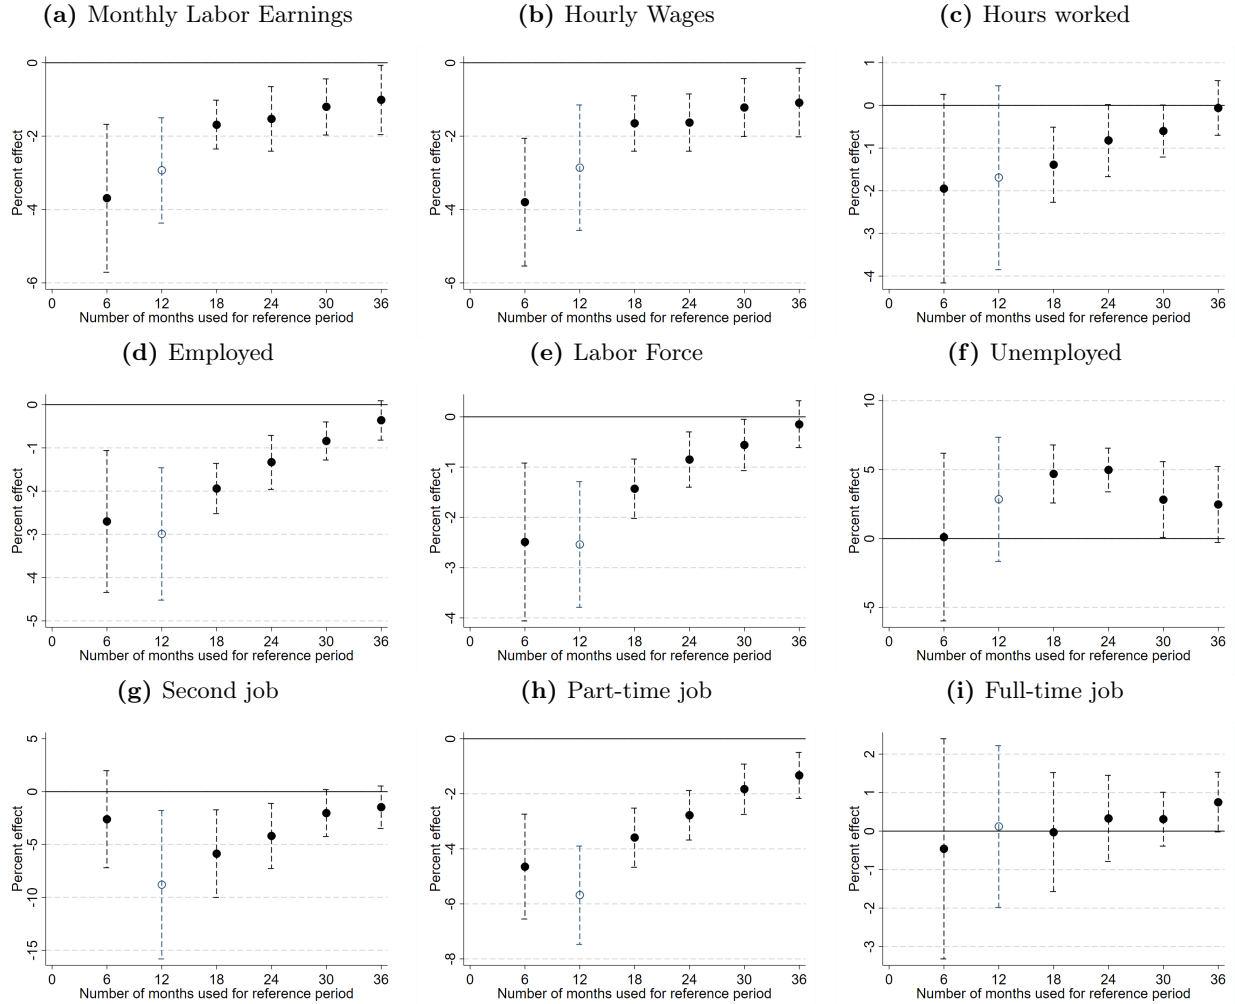 (a) Monthly Labor Earnings
(b) Hourly Wages
(c) Hours worked
Percent effect
0
-2
-4
-6
0 6 12 18 24 30 36
Number of months used for reference period
Percent effect
0
-2
-4
-6
0 6 12 18 24 30 36
Number of months used for reference period
Percent effect
1
0
-1
-2
-3
-4
0 6 12 18 24 30 36
Number of months used for reference period
(d) Employed
(e) Labor Force
(f) Unemployed
Percent effect
0
-1
-2
-3
-4
-5
0 6 12 18 24 30 36
Number of months used for reference period
Percent effect
0
-1
-2
-3
-4
0 6 12 18 24 30 36
Number of months used for reference period
Percent effect
10
5
0
-5
0 6 12 18 24 30 36
Number of months used for reference period
(g) Second job
(h) Part-time job
(i) Full-time job
Percent effect
5
0
-5
-10
-15
0 6 12 18 24 30 36
Number of months used for reference period
Percent effect
0
-2
-4
-6
-8
0 6 12 18 24 30 36
Number of months used for reference period
Percent effect
2
1
0
-1
-2
-3
0 6 12 18 24 30 36
Number of months used for reference period